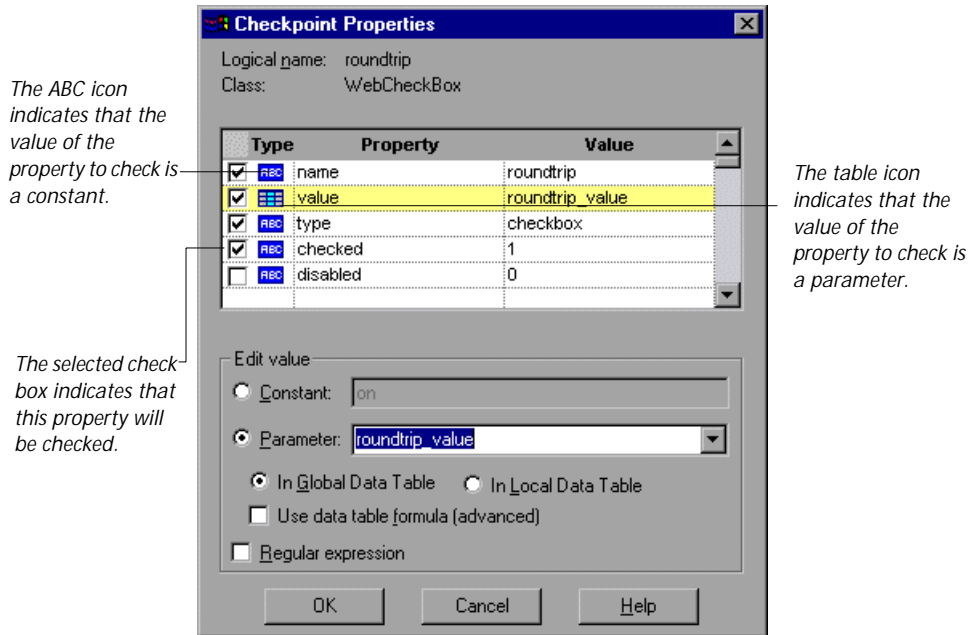 Checkpoint Properties
Logical name: roundtrip
Class: WebCheckBox
Type Property Value
ABC name roundtrip
value roundtrip_value
ABC type checkbox
ABC checked 1
ABC disabled 0
Edit value
Constant: on
Parameter: roundtrip_value
In Global Data Table In Local Data Table
Use data table formula (advanced)
Regular expression
OK Cancel Help
The ABC icon
indicates that the
value of the
property to check is
a constant.
The selected check
box indicates that
this property will
be checked.
The table icon
indicates that the
value of the
property to check is
a parameter.